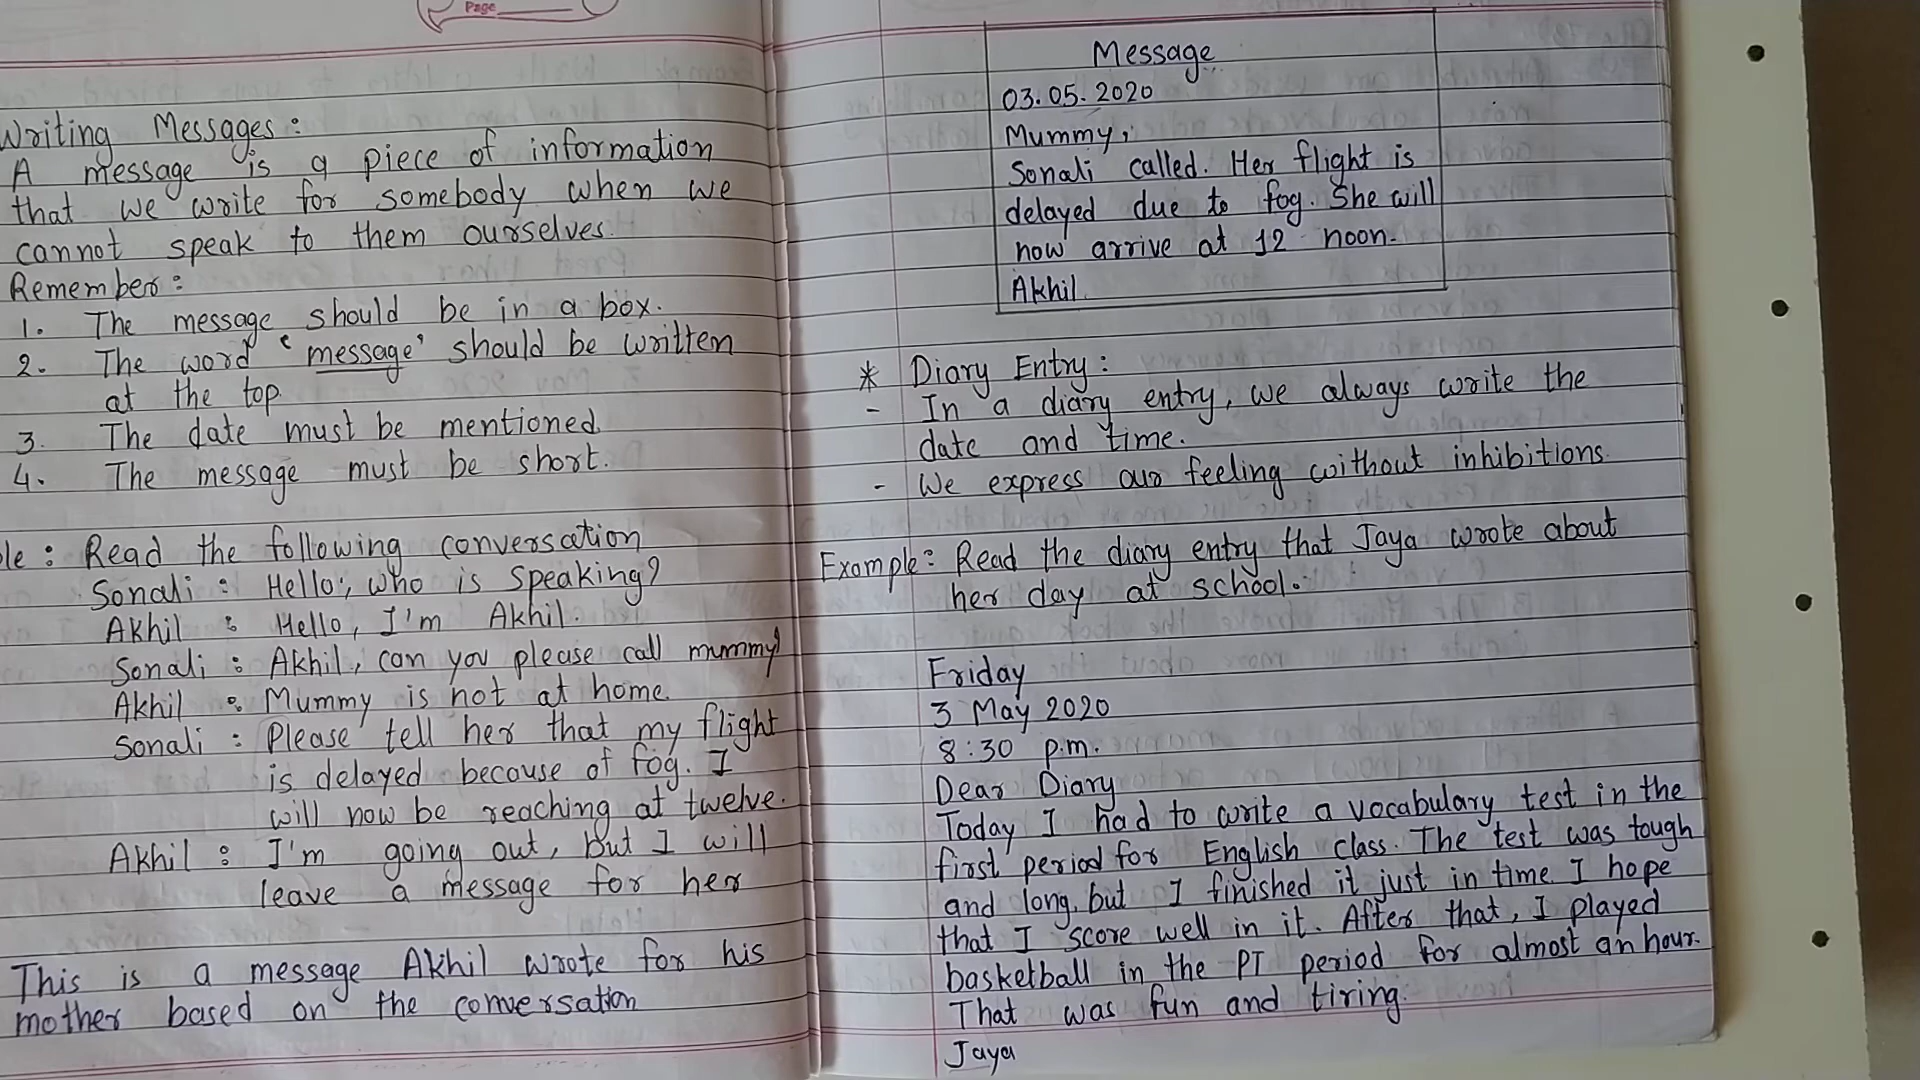 Page
Writing Messages:
A message is a piece of information
that we write for somebody when we
cannot speak to them ourselves.
Remember:
1. The message should be in a box.
2. The word 'message' should be written
at the top.
3. The date must be mentioned.
4. The message must be short.
le: Read the following conversation
Sonali: Hello, who is speaking?
Akhil: Hello, I'm Akhil.
Sonali: Akhil, can you please call mummy?
Akhil: Mummy is not at home.
Sonali: Please tell her that my flight
is delayed because of fog. I
will now be reaching at twelve.
Akhil: I'm going out, but I will
leave a message for her
This is a message Akhil wrote for his
mother based on the conversation
Message
03.05.2020
Mummy,
Sonali called. Her flight is
delayed due to fog. She will
now arrive at 12 noon.
Akhil.
* Diary Entry:
- In a diary entry, we always write the
date and time.
- We express our feeling without inhibitions.
Example: Read the diary entry that Jaya wrote about
her day at school.
Friday
3 May 2020
8:30 p.m.
Dear Diary
Today I had to write a vocabulary test in the
first period for English class. The test was tough
and long, but I finished it just in time. I hope
that I score well in it. After that, I played
basketball in the PT period for almost an hour.
That was fun and tiring.
Jaya